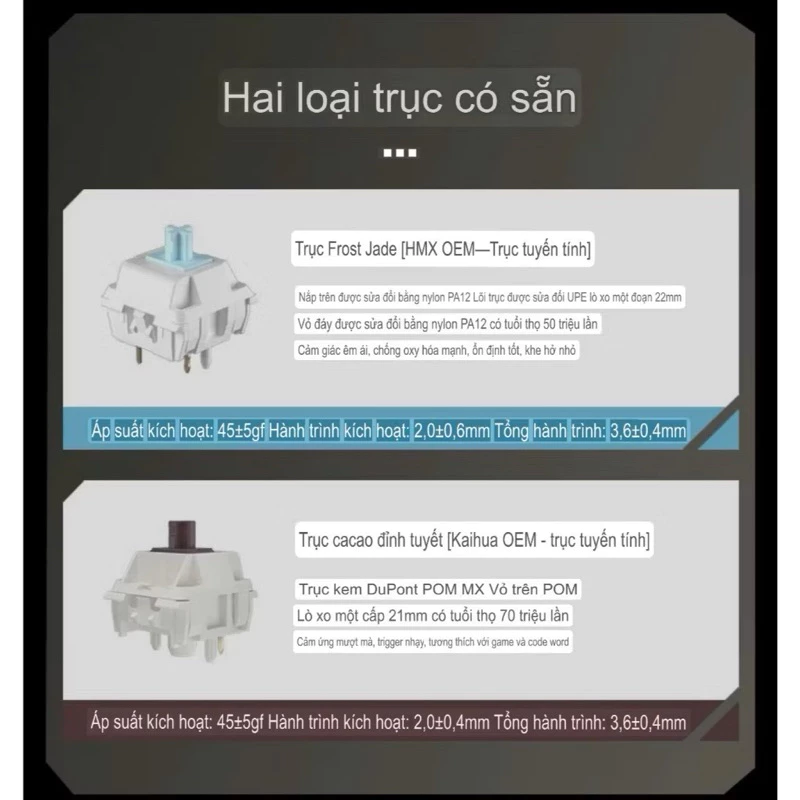 Hai loại trục có sẵn
Trục Frost Jade [HMX OEM—Trục tuyến tính]
Nắp trên được sửa đổi bằng nylon PA12 Lõi trục được sửa đổi UPE lò xo một đoạn 22mm
Vỏ đáy được sửa đổi bằng nylon PA12 có tuổi thọ 50 triệu lần
Cảm giác êm ái, chống oxy hóa mạnh, ổn định tốt, khe hở nhỏ
Áp suất kích hoạt: 45±5gf Hành trình kích hoạt: 2,0±0,6mm Tổng hành trình: 3,6±0,4mm
Trục cacao đỉnh tuyết [Kaihua OEM - trục tuyến tính]
Trục kem DuPont POM MX Vỏ trên POM
Lò xo một cấp 21mm có tuổi thọ 70 triệu lần
Cảm ứng mượt mà, trigger nhạy, tương thích với game và code word
Áp suất kích hoạt: 45±5gf Hành trình kích hoạt: 2,0±0,4mm Tổng hành trình: 3,6±0,4mm